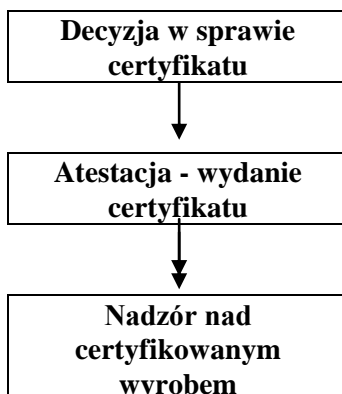 Decyzja w sprawie
certyfikatu
Atestacja - wydanie
certyfikatu
Nadzór nad
certyfikowanym
wyrobem